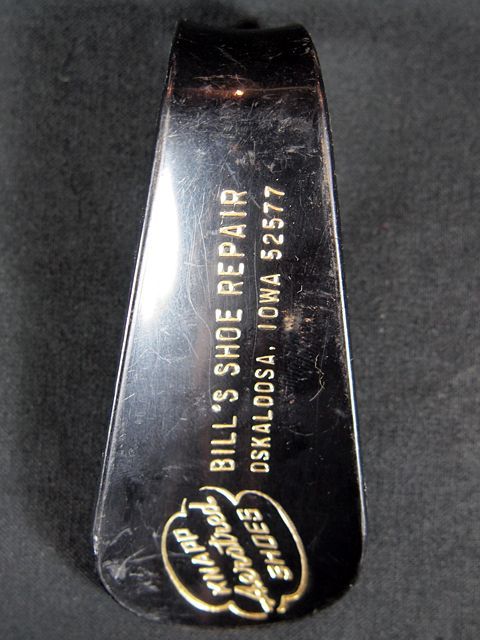 BILL'S SHOE REPAIR
OSKALOOSA, IOWA 52577
KNAPP
Aerotred
SHOES